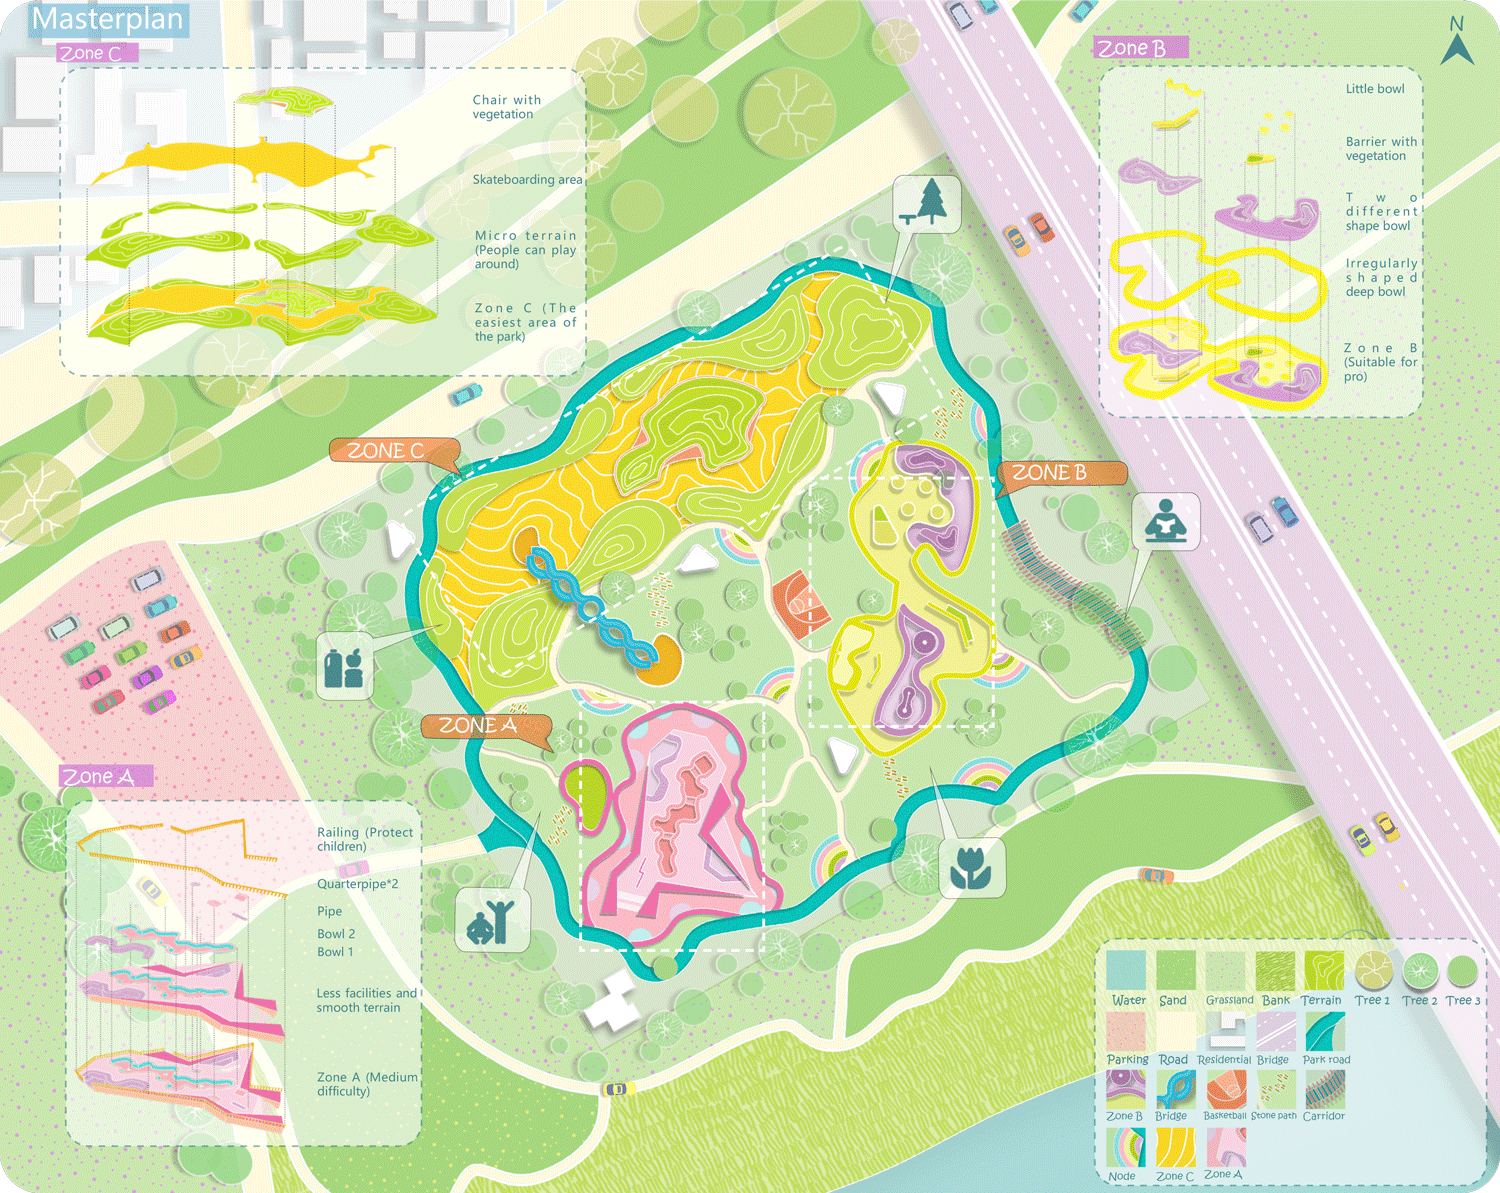 Masterplan
Zone C
Chair with
vegetation
Skateboarding area
Micro terrain
(People can play
around)
Zone C (The
easiest area of
the park)
Zone B
N
Little bowl
Barrier with
vegetation
Two
different
shape bowl
Irregularly
shaped
deep bowl
Zone B
(Suitable for
pro)
ZONE C
ZONE B
ZONE A
Zone A
Railing (Protect
children)
Quarterpipe*2
Pipe
Bowl 2
Bowl 1
Less facilities and
smooth terrain
Zone A (Medium
difficulty)
Water Sand Grassland Bank Terrain Tree 1 Tree 2 Tree 3
Parking Road Residential Bridge Park road
Zone B Bridge Basketball Stone path Carridor
Node Zone C Zone A